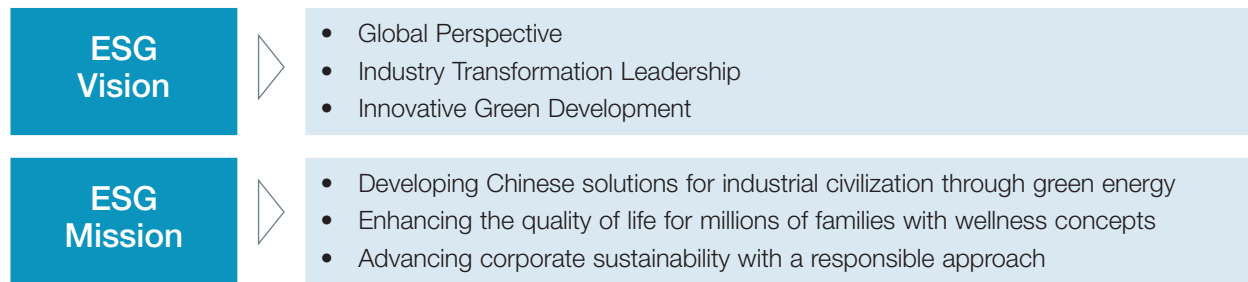 ESG
Vision
• Global Perspective
• Industry Transformation Leadership
• Innovative Green Development
ESG
Mission
• Developing Chinese solutions for industrial civilization through green energy
• Enhancing the quality of life for millions of families with wellness concepts
• Advancing corporate sustainability with a responsible approach